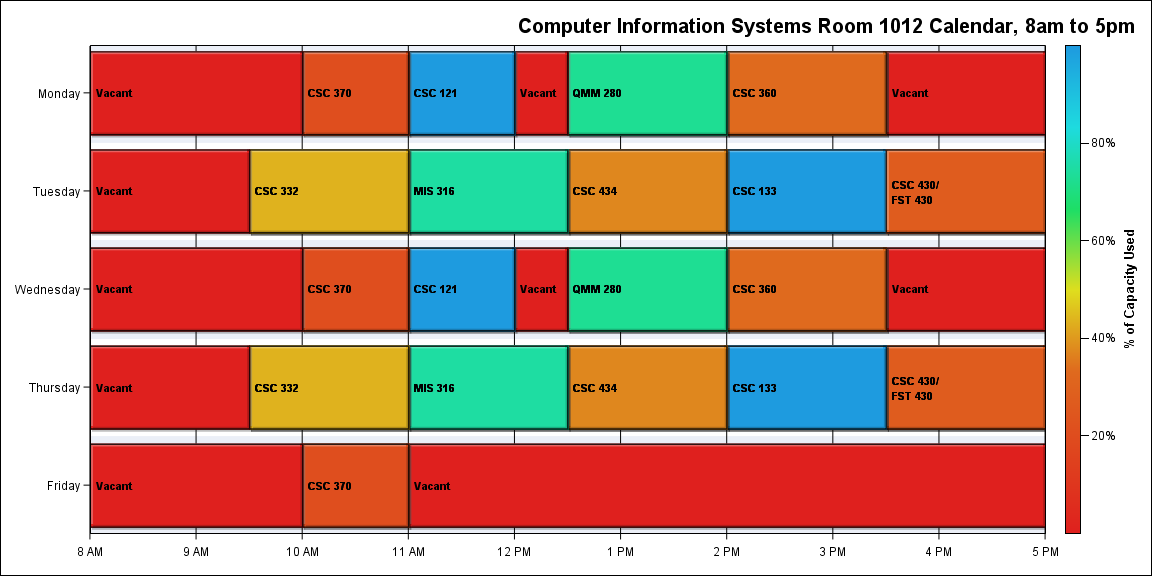 Computer Information Systems Room 1012 Calendar, 8am to 5pm
Monday
Vacant
CSC 370
CSC 121
Vacant
QMM 280
CSC 360
Vacant
Tuesday
Vacant
CSC 332
MIS 316
CSC 434
CSC 133
CSC 430/
FST 430
Wednesday
Vacant
CSC 370
CSC 121
Vacant
QMM 280
CSC 360
Vacant
Thursday
Vacant
CSC 332
MIS 316
CSC 434
CSC 133
CSC 430/
FST 430
Friday
Vacant
CSC 370
Vacant
8 AM
9 AM
10 AM
11 AM
12 PM
1 PM
2 PM
3 PM
4 PM
5 PM
80%
60%
40%
20%
% of Capacity Used